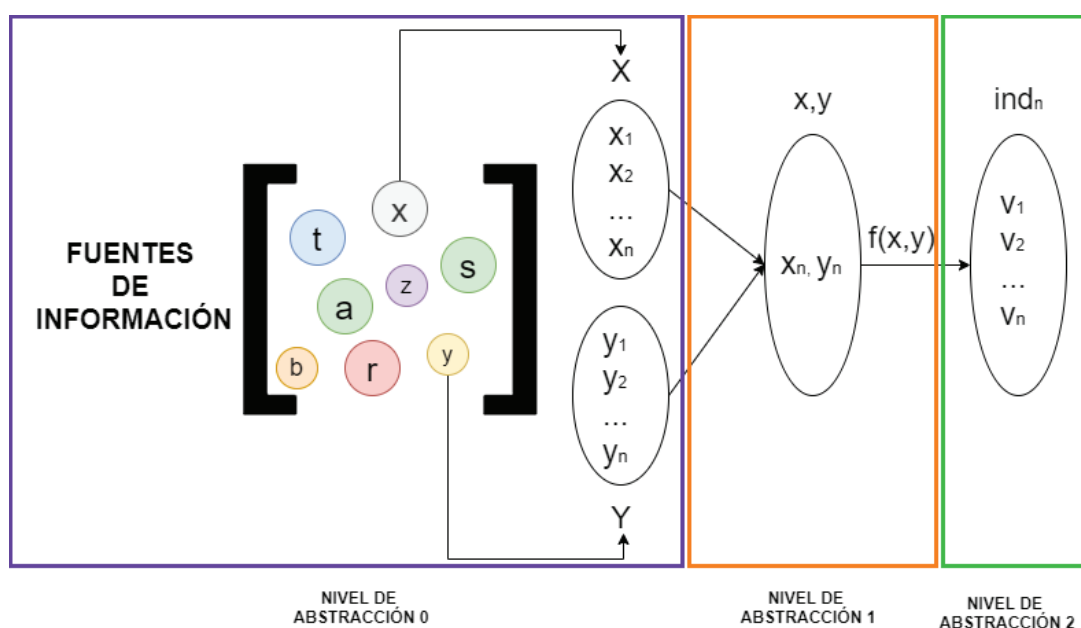 FUENTES
DE
INFORMACIÓN
t
x
s
z
a
b
r
y
X
x₁
x₂
...
xₙ
y₁
y₂
...
yₙ
Y
x,y
xₙ, yₙ
f(x,y)
indₙ
v₁
v₂
...
vₙ
NIVEL DE
ABSTRACCIÓN 0
NIVEL DE
ABSTRACCIÓN 1
NIVEL DE
ABSTRACCIÓN 2